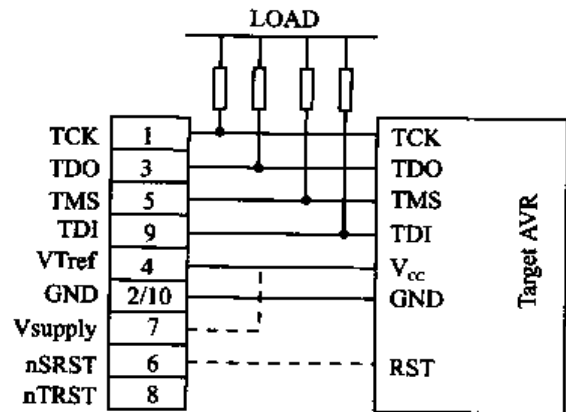 LOAD
TCK 1 TCK
TDO 3 TDO
TMS 5 TMS
TDI 9 TDI
VTref 4 Vcc
GND 2/10 GND
Vsupply 7
nSRST 6 RST
nTRST 8
Target AVR